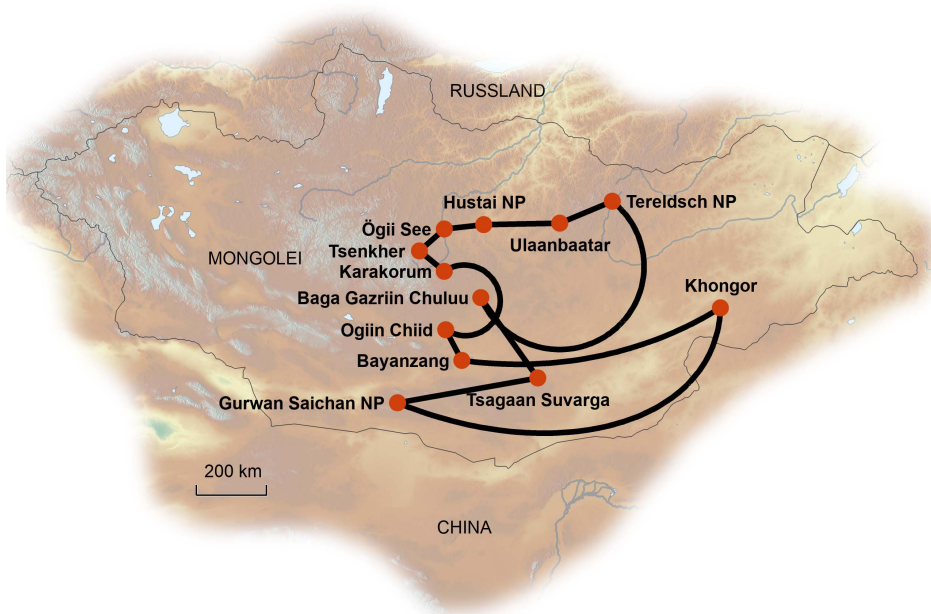 RUSSLAND
Hustai NP
Tereldsch NP
Ögii See
Ulaanbaatar
Tsenkher
MONGOLEI
Karakorum
Khongor
Baga Gazriin Chuluu
Ogiin Chiid
Bayanzang
Tsagaan Suvarga
Gurwan Saichan NP
200 km
CHINA